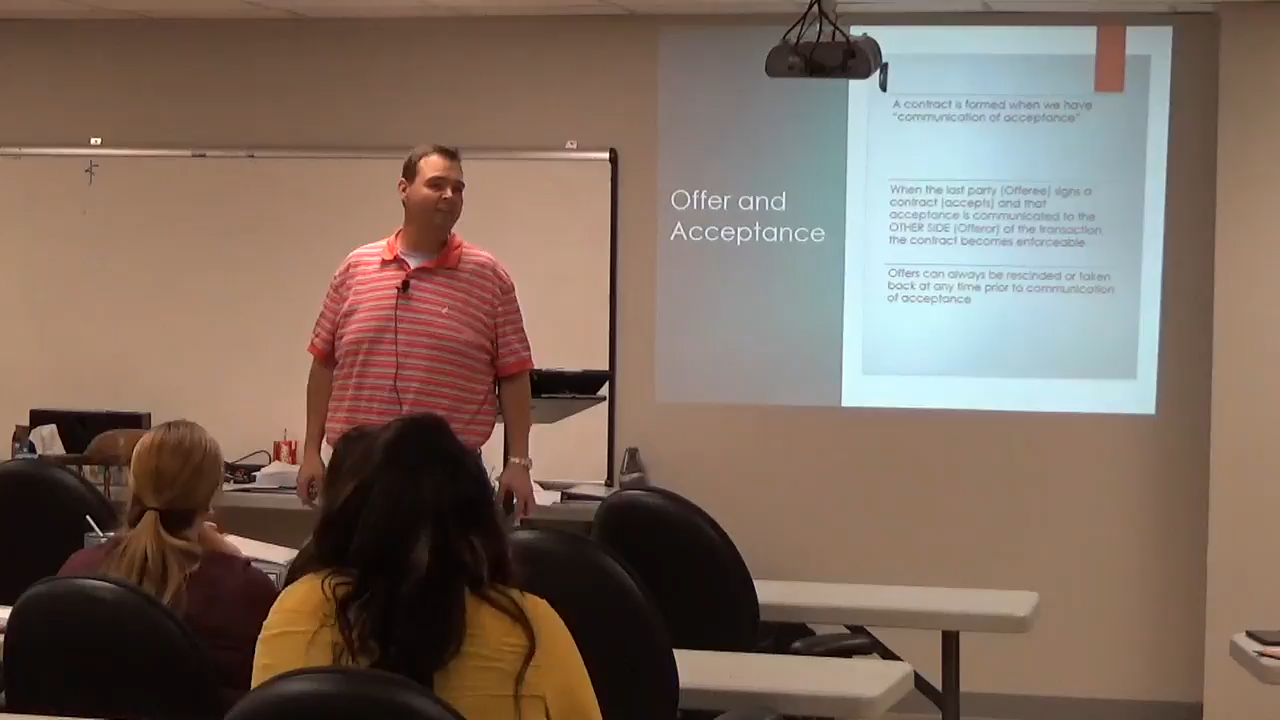 Offer and
Acceptance
A contract is formed when we have
"communication of acceptance"
When the last party (Offeree) signs a
contract (accepts) and that
acceptance is communicated to the
OTHER SIDE (Offeror) of the transaction
the contract becomes enforceable
Offers can always be rescinded or taken
back at any time prior to communication
of acceptance